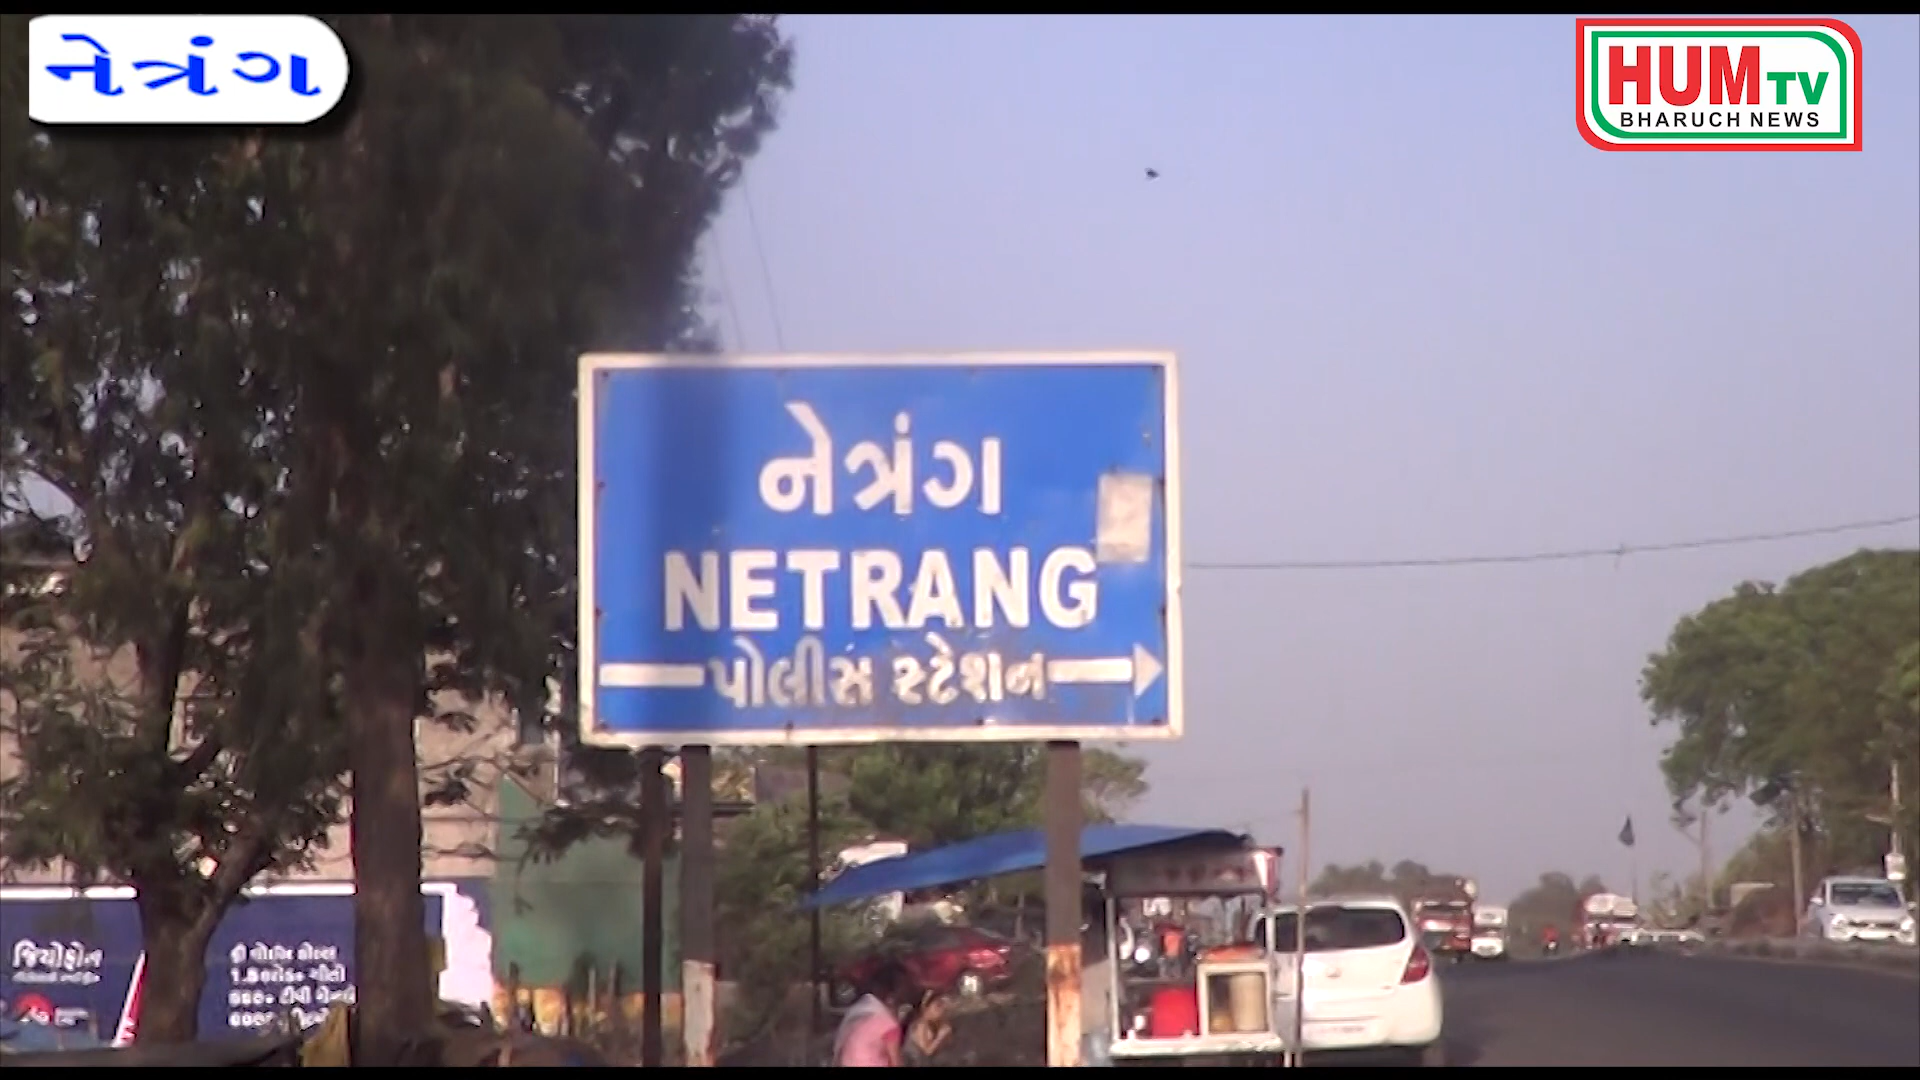 નેત્રંગ
HUM TV
BHARUCH NEWS
નેત્રંગ
NETRANG
પોલીસ સ્ટેશન
જિયોફોન